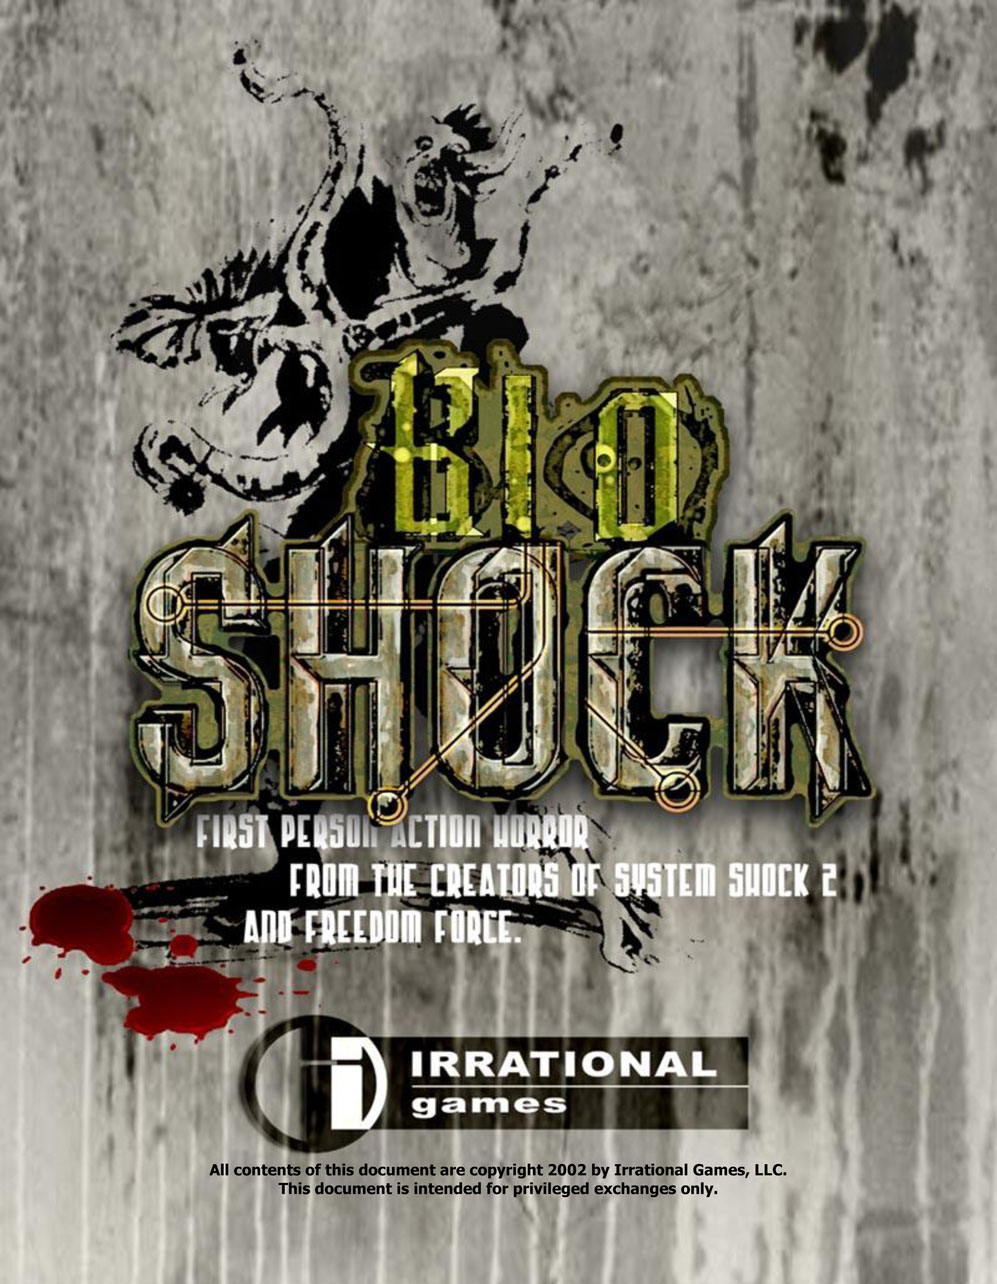 BIO
SHOCK
FIRST PERSON ACTION HORROR
FROM THE CREATORS OF SYSTEM SHOCK 2
AND FREEDOM FORCE.
IRRATIONAL
games
All contents of this document are copyright 2002 by Irrational Games, LLC.
This document is intended for privileged exchanges only.